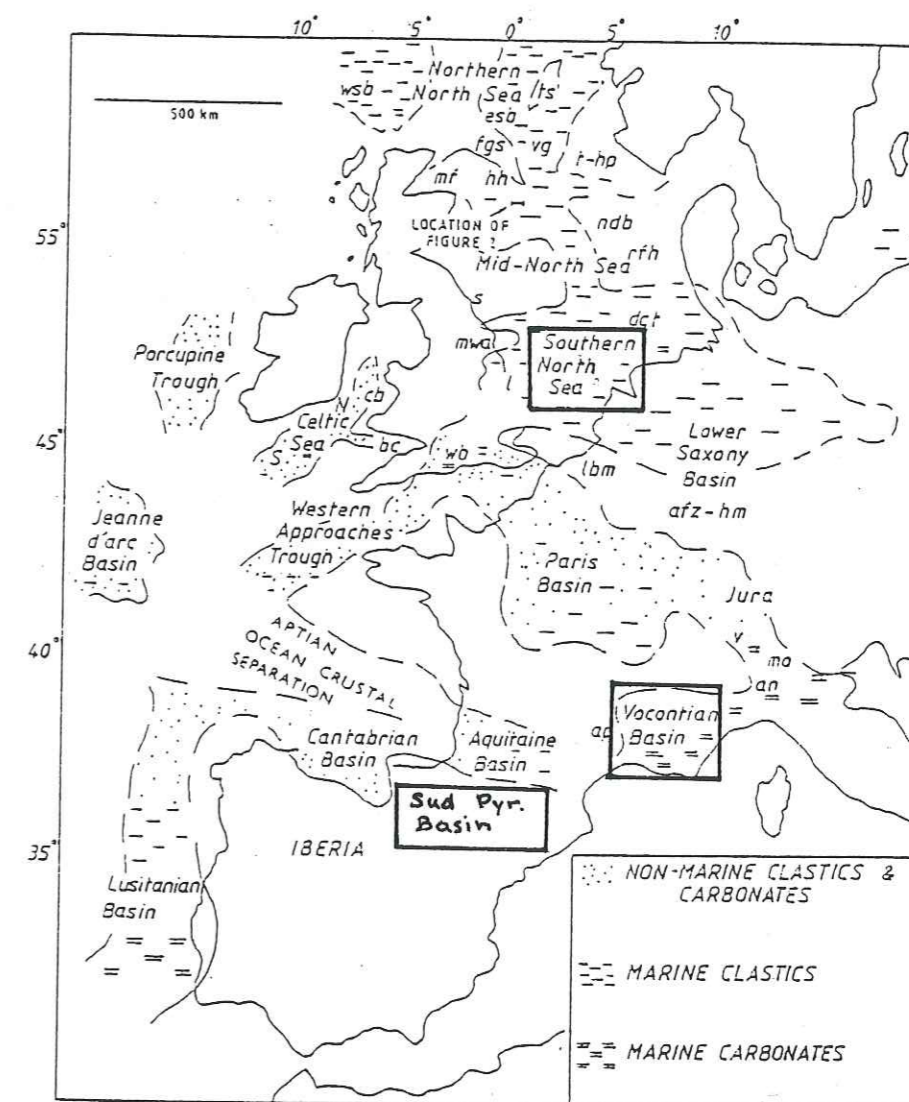 10° 5° 0° 5° 10°
500 km
wsb
Northern
North Sea
lts
esb
fgs
vg
t-hp
mf
hh
ndb
55°
LOCATION OF
FIGURE 2
rfh
Mid-North Sea
s
dct
mwa
Southern
North
Sea
Porcupine
Trough
cb
N
Celtic
Sea
S
bc
45°
wb
lbm
Lower
Saxony
Basin
afz-hm
Western
Approaches
Trough
Jeanne
d'arc
Basin
Paris
Basin
Jura
v
ma
an
40°
APTIAN
OCEAN CRUSTAL
SEPARATION
Vocontian
Basin
ap
Cantabrian
Basin
Aquitaine
Basin
Sud Pyr.
Basin
35°
IBERIA
Lusitanian
Basin
NON-MARINE CLASTICS &
CARBONATES
MARINE CLASTICS
MARINE CARBONATES